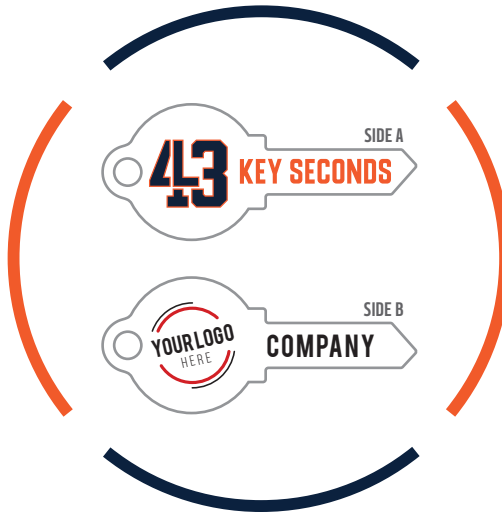 SIDE A
43 KEY SECONDS
SIDE B
YOUR LOGO
HERE
COMPANY